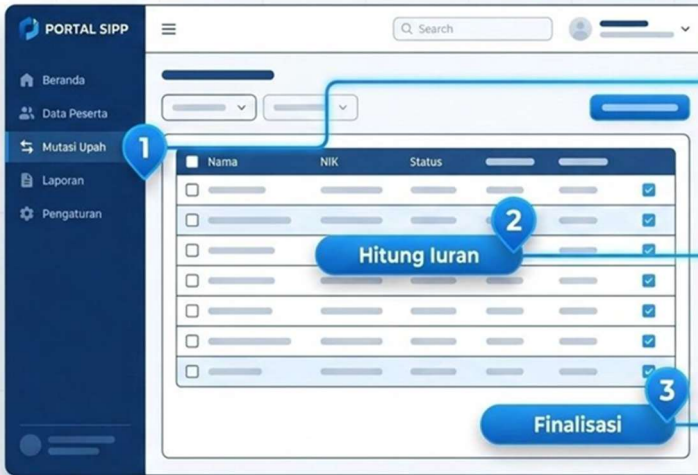 PORTAL SIPP
Search
Beranda
Data Peserta
Mutasi Upah
1
Laporan
Pengaturan
Nama NIK Status
2
Hitung Iuran
3
Finalisasi